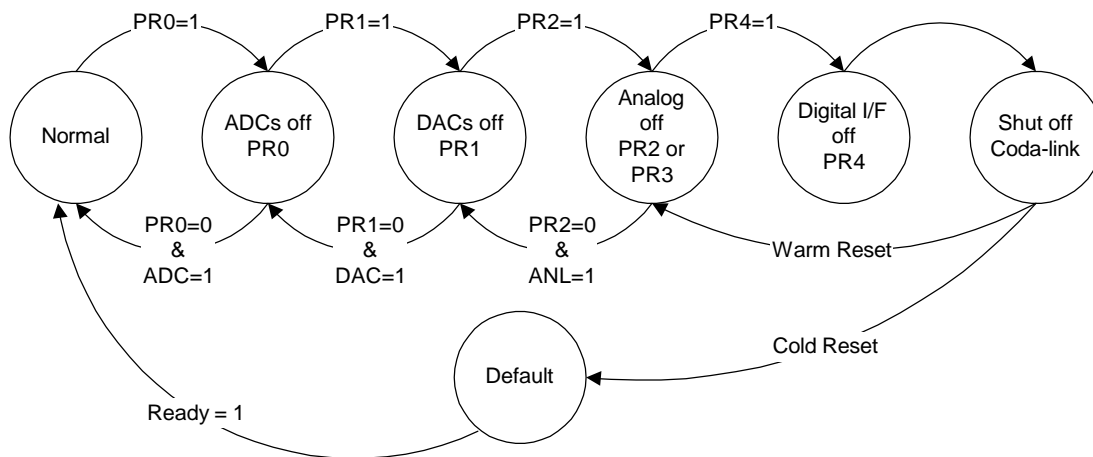 PR0=1
PR1=1
PR2=1
PR4=1
Normal
ADCs off
PR0
DACs off
PR1
Analog
off
PR2 or
PR3
Digital I/F
off
PR4
Shut off
Coda-link
PR0=0
&
ADC=1
PR1=0
&
DAC=1
PR2=0
&
ANL=1
Warm Reset
Cold Reset
Default
Ready = 1